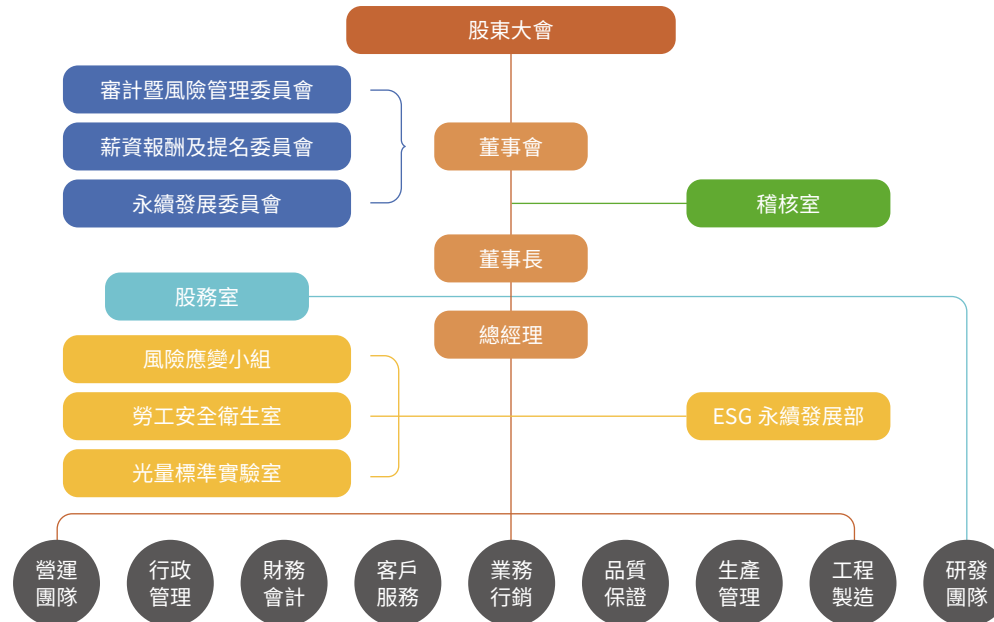 股東大會
審計暨風險管理委員會
薪資報酬及提名委員會
董事會
永續發展委員會
稽核室
董事長
股務室
總經理
風險應變小組
勞工安全衛生室
ESG 永續發展部
光量標準實驗室
營運
團隊
行政
管理
財務
會計
客戶
服務
業務
行銷
品質
保證
生產
管理
工程
製造
研發
團隊